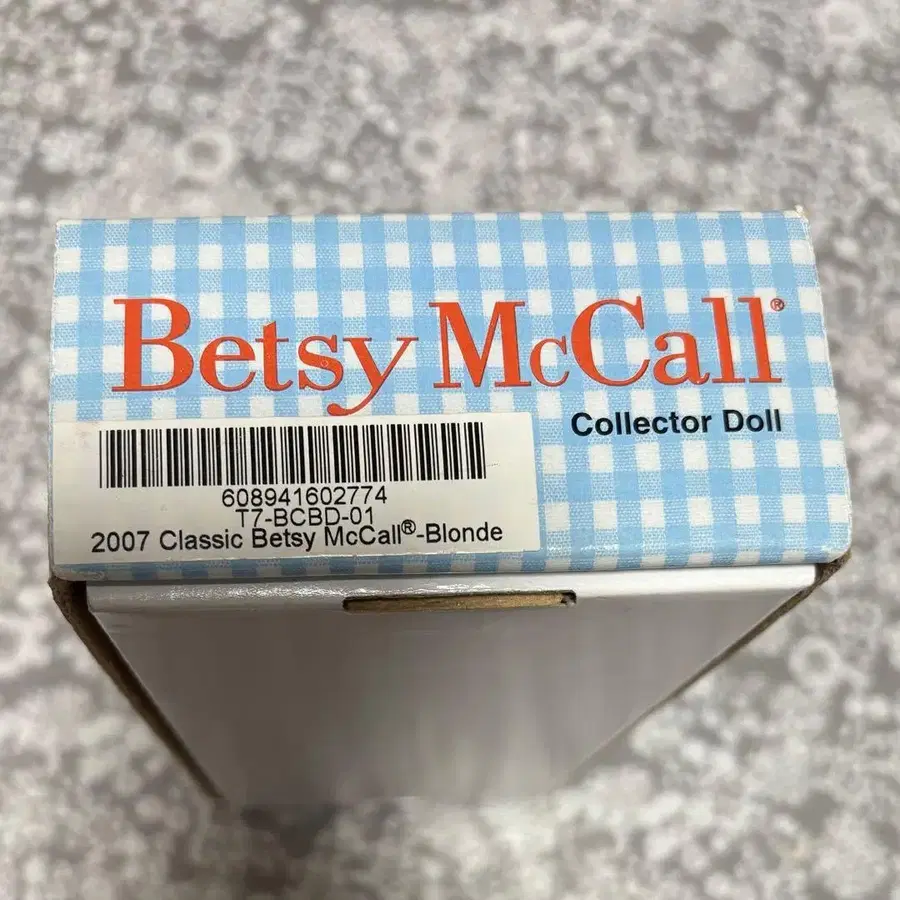 Betsy McCall®
Collector Doll
608941602774
T7-BCBD-01
2007 Classic Betsy McCall®-Blonde